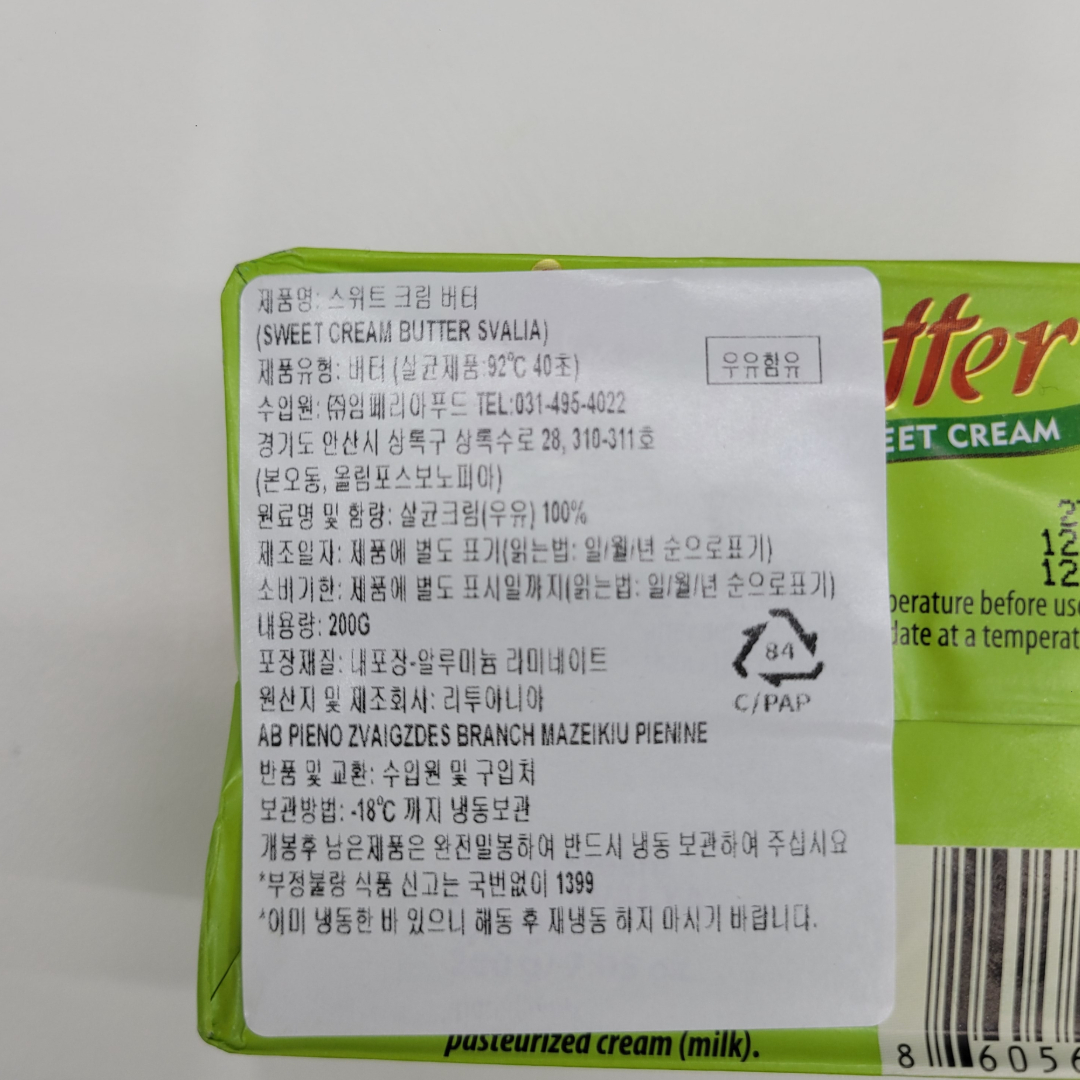 제품명: 스위트 크림 버터
(SWEET CREAM BUTTER SVALIA)
제품유형: 버터 (살균제품:92℃ 40초)
우유함유
수입원: ㈜임페리아푸드 TEL:031-495-4022
경기도 안산시 상록구 상록수로 28, 310-311호
(본오동, 올림포스보노피아)
원료명 및 함량: 살균크림(우유) 100%
제조일자: 제품에 별도 표기(읽는법: 일/월/년 순으로표기)
소비기한: 제품에 별도 표시일까지(읽는법: 일/월/년 순으로표기)
내용량: 200G
포장재질: 내포장-알루미늄 라미네이트
84
C/PAP
원산지 및 제조회사: 리투아니아
AB PIENO ZVAIGZDES BRANCH MAZEIKIU PIENINE
반품 및 교환: 수입원 및 구입처
보관방법: -18℃ 까지 냉동보관
개봉후 남은제품은 완전밀봉하여 반드시 냉동 보관하여 주십시요
*부정불량 식품 신고는 국번없이 1399
*이미 냉동한 바 있으니 해동 후 재냉동 하지 마시기 바랍니다.
tter
EET CREAM
12
12
perature before use
date at a temperat
pasteurized cream (milk).
8 6056